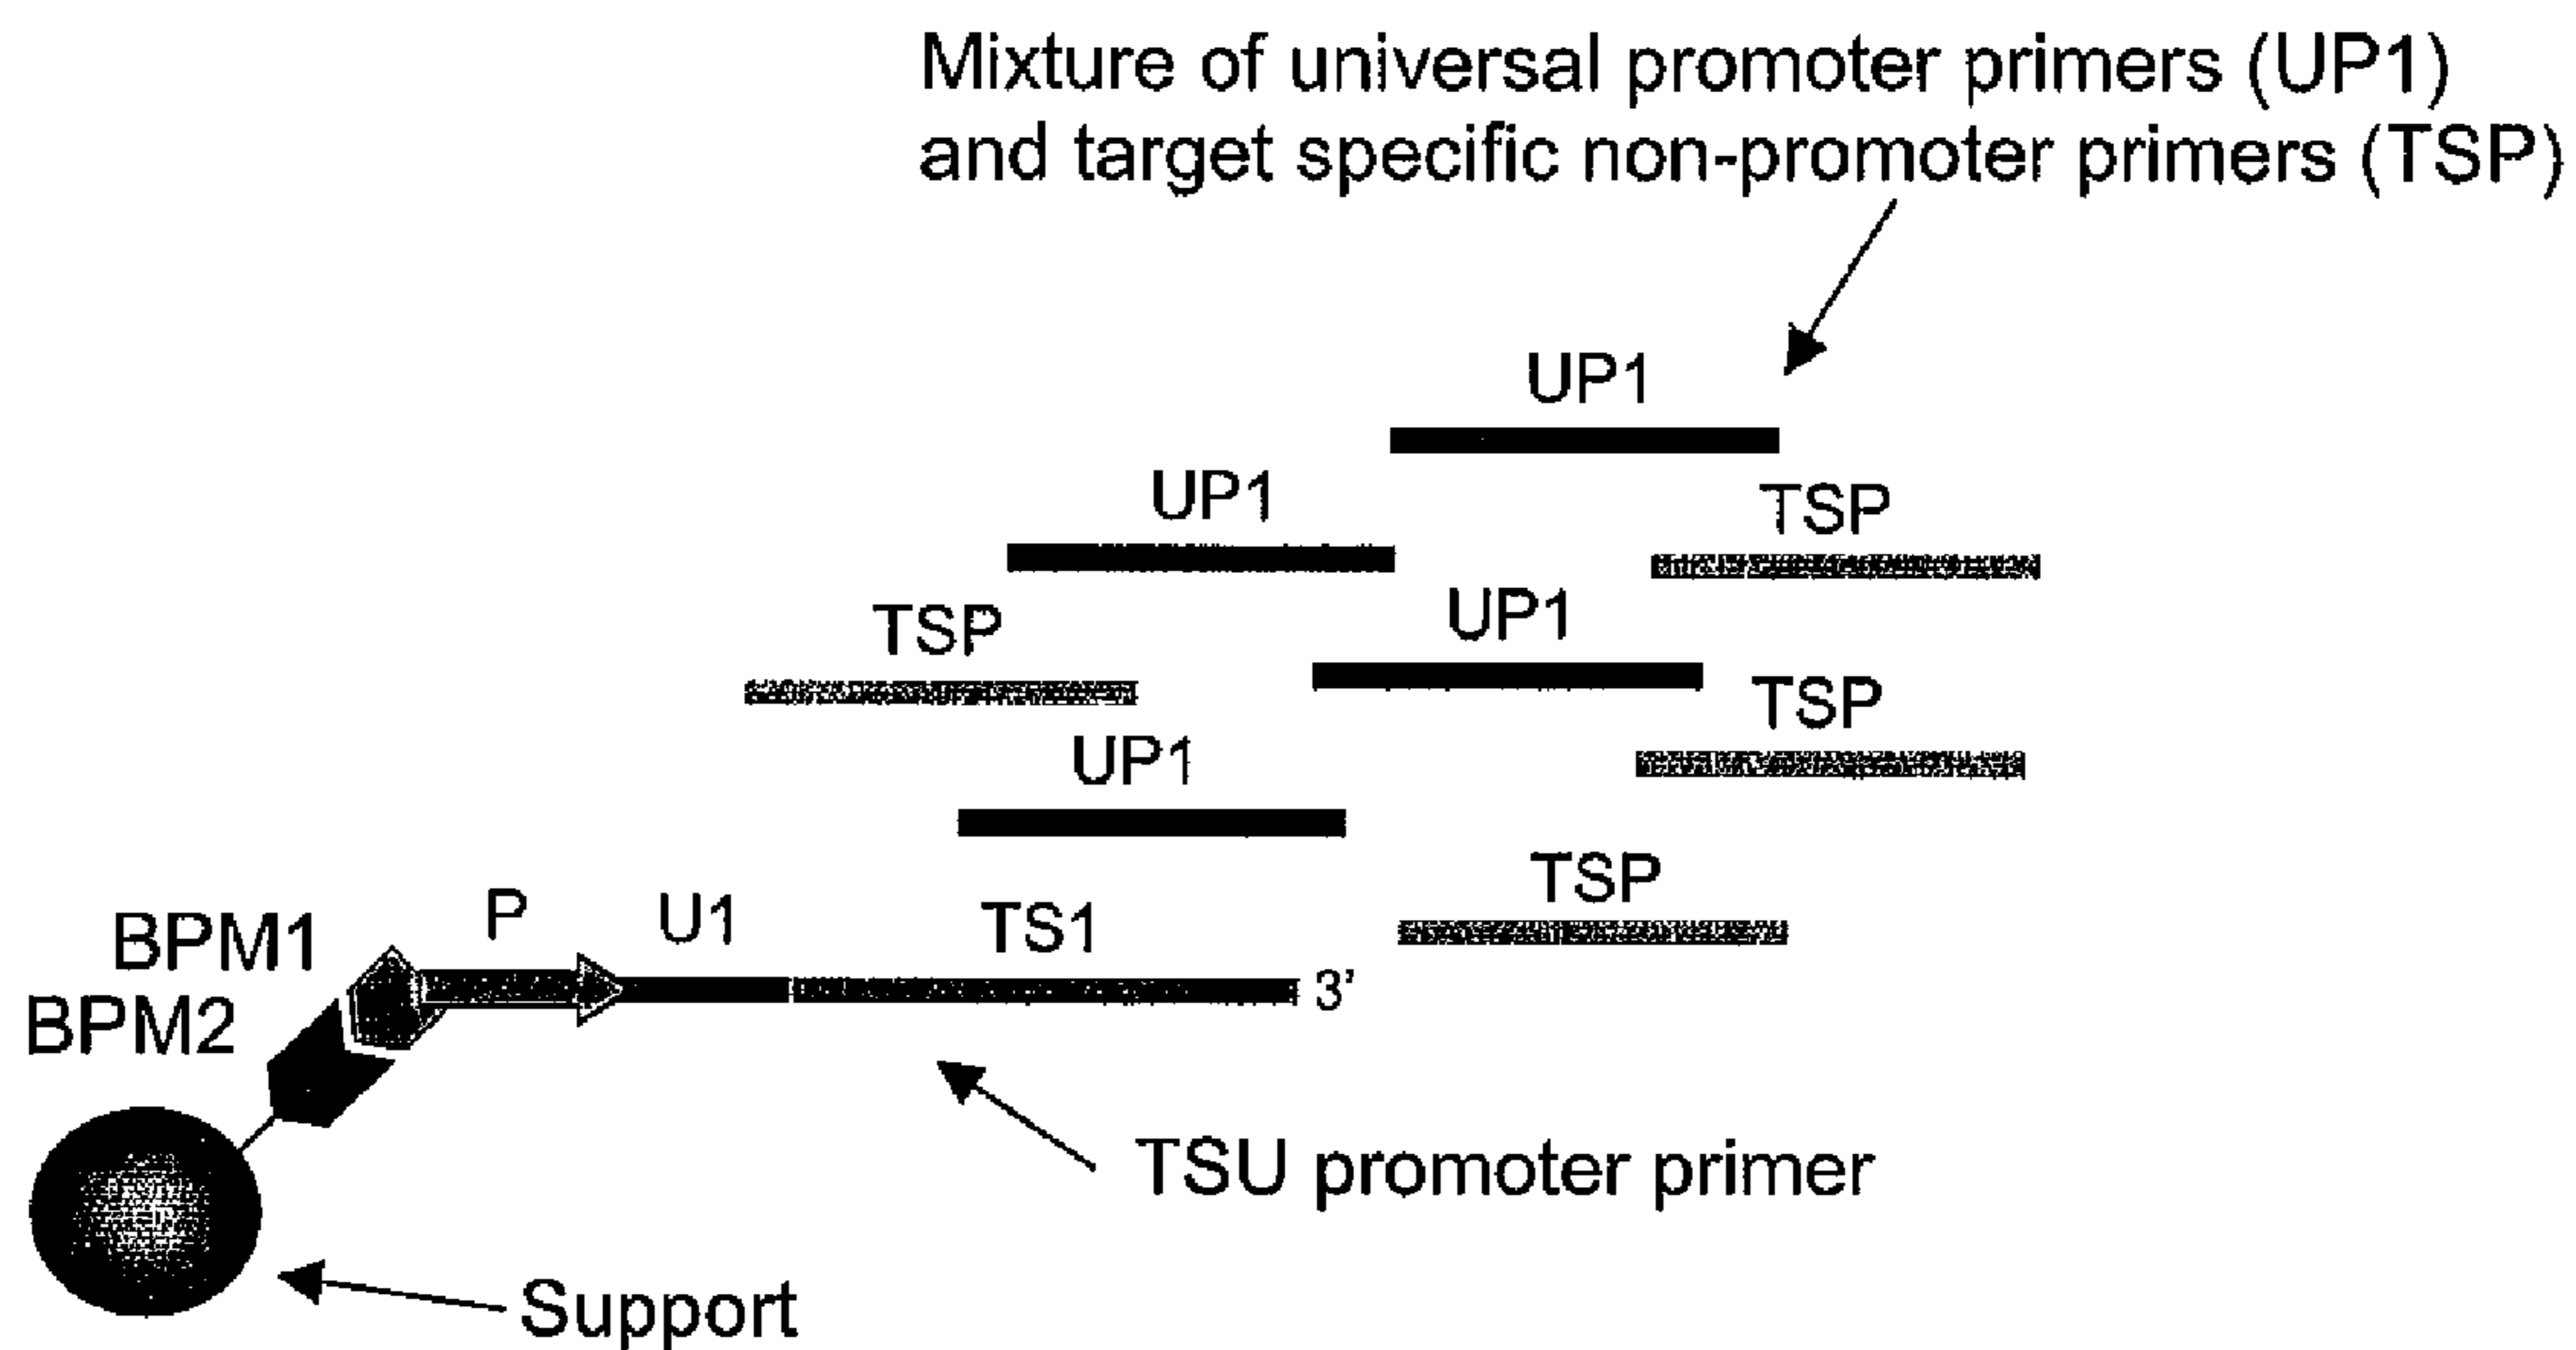 Mixture of universal promoter primers (UP1)
and target specific non-promoter primers (TSP)
UP1
UP1
TSP
TSP
UP1
TSP
UP1
TSP
BPM1
P
U1
TS1
3’
BPM2
TSU promoter primer
Support